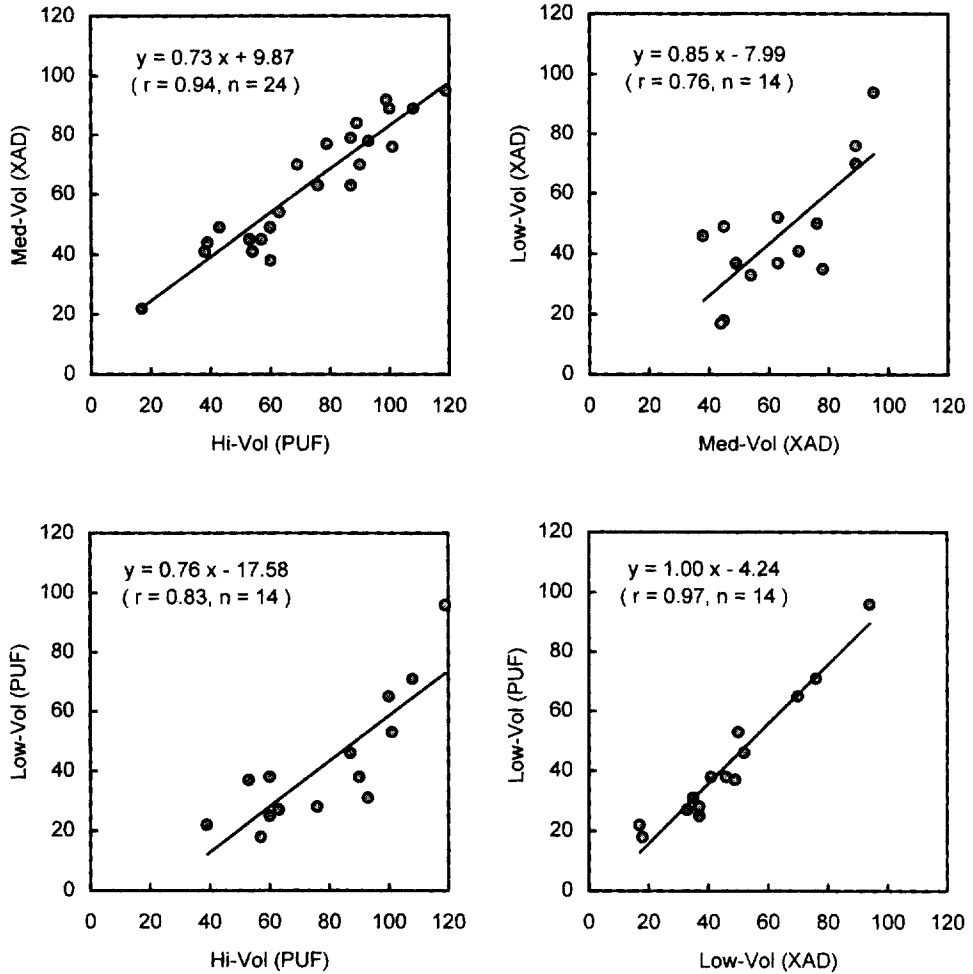 120
100
80
60
40
20
0
Med-Vol (XAD)
y = 0.73 x + 9.87
( r = 0.94, n = 24 )
0 20 40 60 80 100 120
Hi-Vol (PUF)
120
100
80
60
40
20
0
Low-Vol (XAD)
y = 0.85 x - 7.99
( r = 0.76, n = 14 )
0 20 40 60 80 100 120
Med-Vol (XAD)
120
100
80
60
40
20
0
Low-Vol (PUF)
y = 0.76 x - 17.58
( r = 0.83, n = 14 )
0 20 40 60 80 100 120
Hi-Vol (PUF)
120
100
80
60
40
20
0
Low-Vol (PUF)
y = 1.00 x - 4.24
( r = 0.97, n = 14 )
0 20 40 60 80 100 120
Low-Vol (XAD)